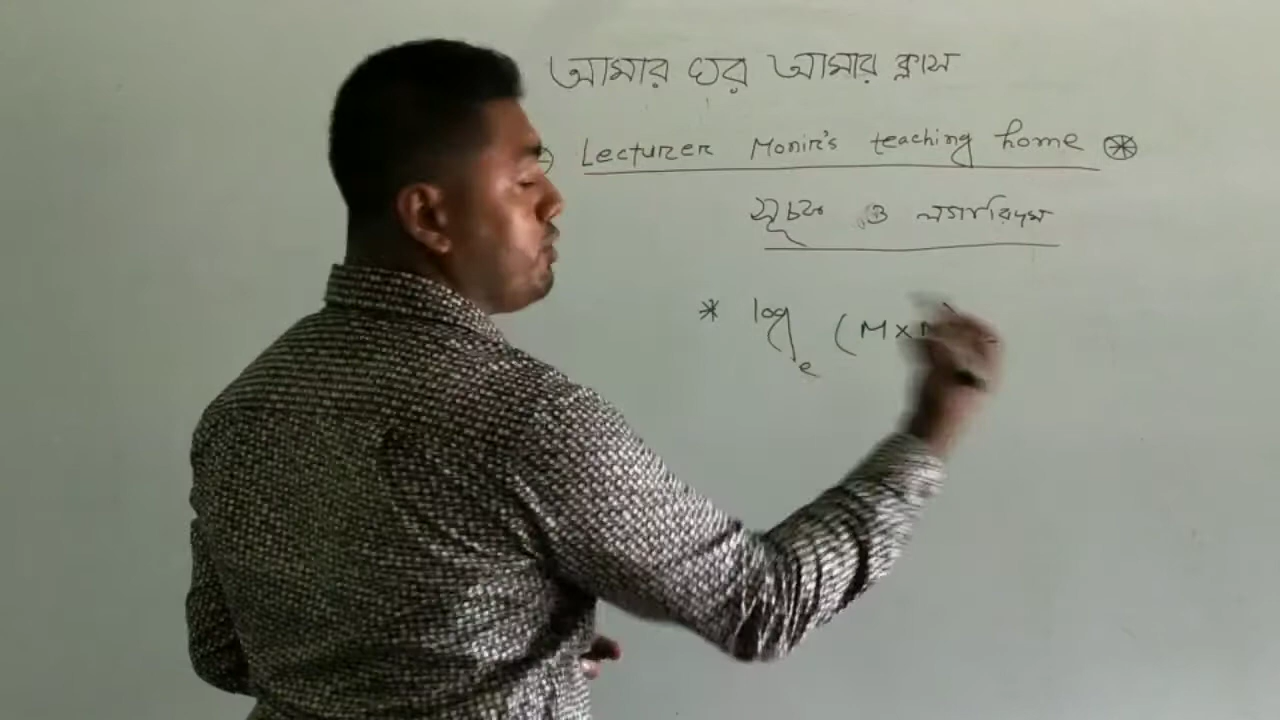 আমার ঘর আমার ক্লাস
Lecturer Monir's teaching home
সূচক ও লগারিদম
* log e (M×N